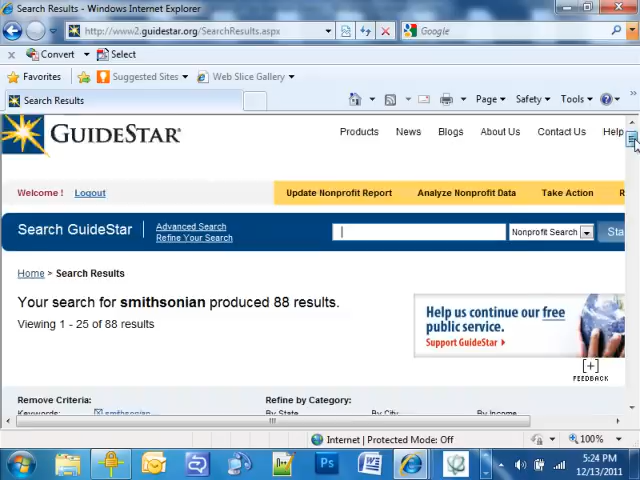 Search Results - Windows Internet Explorer
http://www2.guidestar.org/SearchResults.aspx
Google
x Convert Select
Favorites Suggested Sites Web Slice Gallery
Search Results Page Safety Tools
GUIDESTAR
Products News Blogs About Us Contact Us Help
Welcome ! Logout Update Nonprofit Report Analyze Nonprofit Data Take Action R
Search GuideStar Advanced Search
Refine Your Search
Nonprofit Search Sta
Home > Search Results
Your search for smithsonian produced 88 results.
Viewing 1 - 25 of 88 results
Help us continue our free
public service.
Support GuideStar
[+]
FEEDBACK
Remove Criteria: Refine by Category:
Keywords: smithsonian By State By City By Income
Internet | Protected Mode: Off 100%
Ps W
5:24 PM
12/13/2011